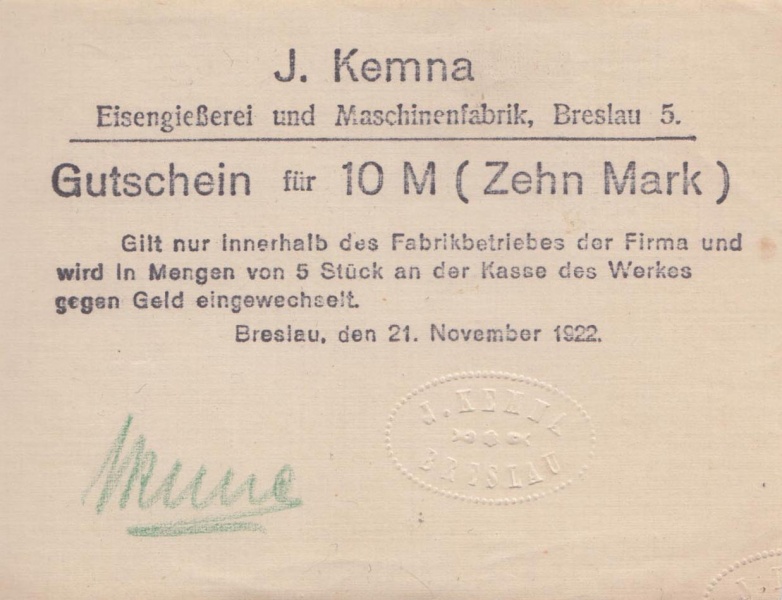 J. Kemna
Eisengießerei und Maschinenfabrik, Breslau 5.
Gutschein für 10 M ( Zehn Mark )
Gilt nur innerhalb des Fabrikbetriebes der Firma und
wird in Mengen von 5 Stück an der Kasse des Werkes
gegen Geld eingewechselt.
Breslau, den 21. November 1922.
J. KEMNA
BRESLAU